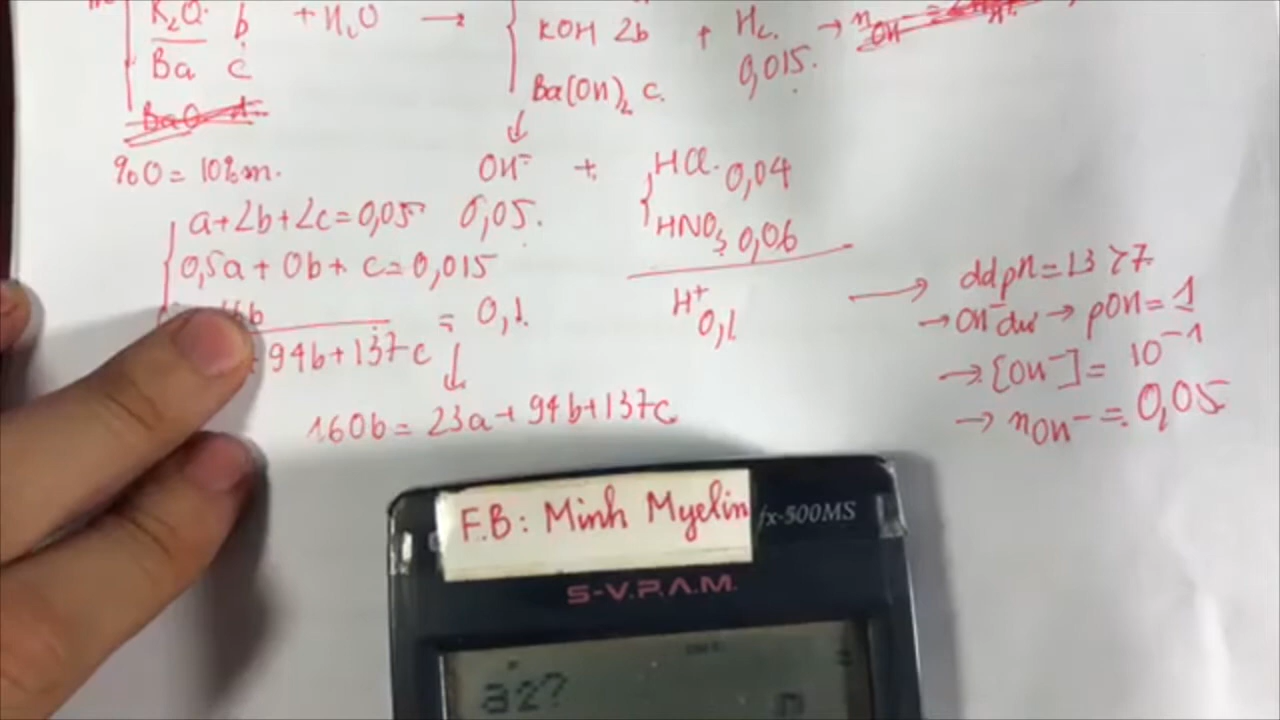 K₂O b + H₂O → KOH 2b + H₂ → n OH⁻
Ba c Ba(OH)₂ c. 0,015.
BaO d
↓
%O = 10%m. OH⁻ + HCl 0,04
a+2b+2c=0,05 0,05. HNO₃ 0,06
0,5a + 0b + c = 0,015 H⁺ 0,1
16b
+94b+137c = 0,1
↓
160b = 23a + 94b + 137c
→ ddpH = 13 > 7
→ OH⁻ dư → pOH = 1
→ [OH⁻] = 10⁻¹
→ nOH⁻ = 0,05
F.B: Minh Myelin fx-500MS
S-V.P.A.M.
a2?